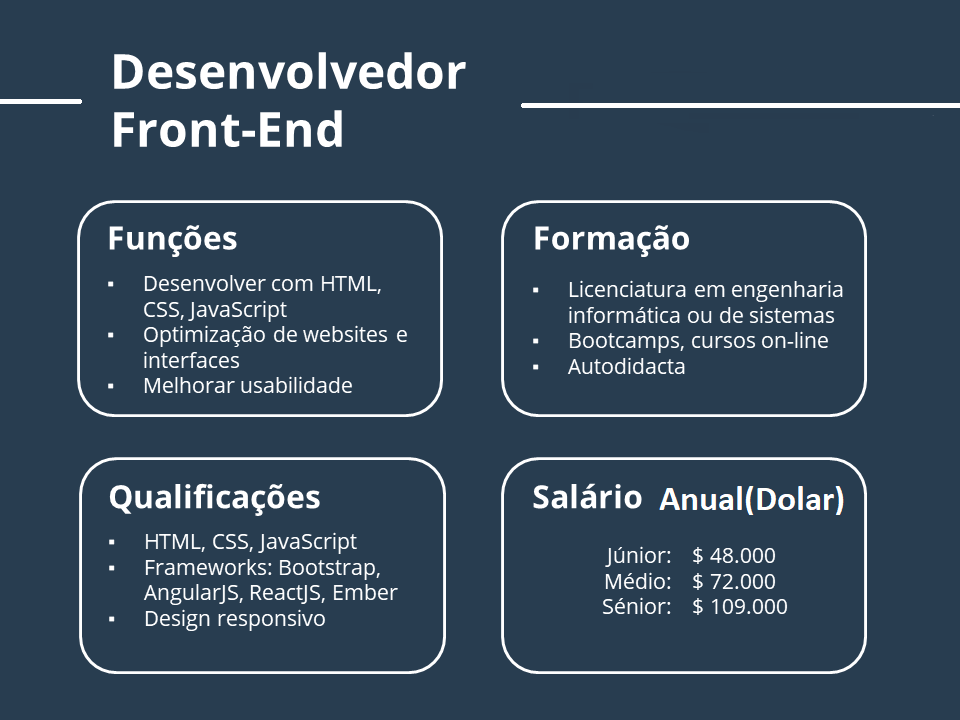 Desenvolvedor
Front-End
Funções
▪ Desenvolver com HTML,
CSS, JavaScript
▪ Optimização de websites e
interfaces
▪ Melhorar usabilidade
Formação
▪ Licenciatura em engenharia
informática ou de sistemas
▪ Bootcamps, cursos on-line
▪ Autodidacta
Qualificações
▪ HTML, CSS, JavaScript
▪ Frameworks: Bootstrap,
AngularJS, ReactJS, Ember
▪ Design responsivo
Salário Anual(Dolar)
Júnior: $ 48.000
Médio: $ 72.000
Sénior: $ 109.000